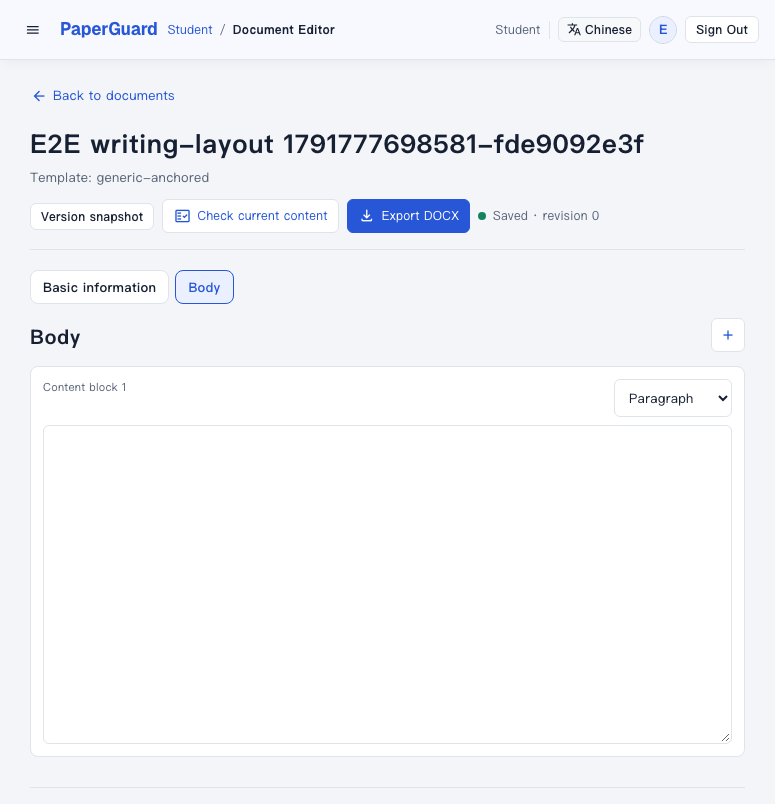 PaperGuard Student / Document Editor Student Chinese E Sign Out
Back to documents
E2E writing-layout 1791777698581-fde9092e3f
Template: generic-anchored
Version snapshot Check current content Export DOCX Saved · revision 0
Basic information Body
Body +
Content block 1 Paragraph